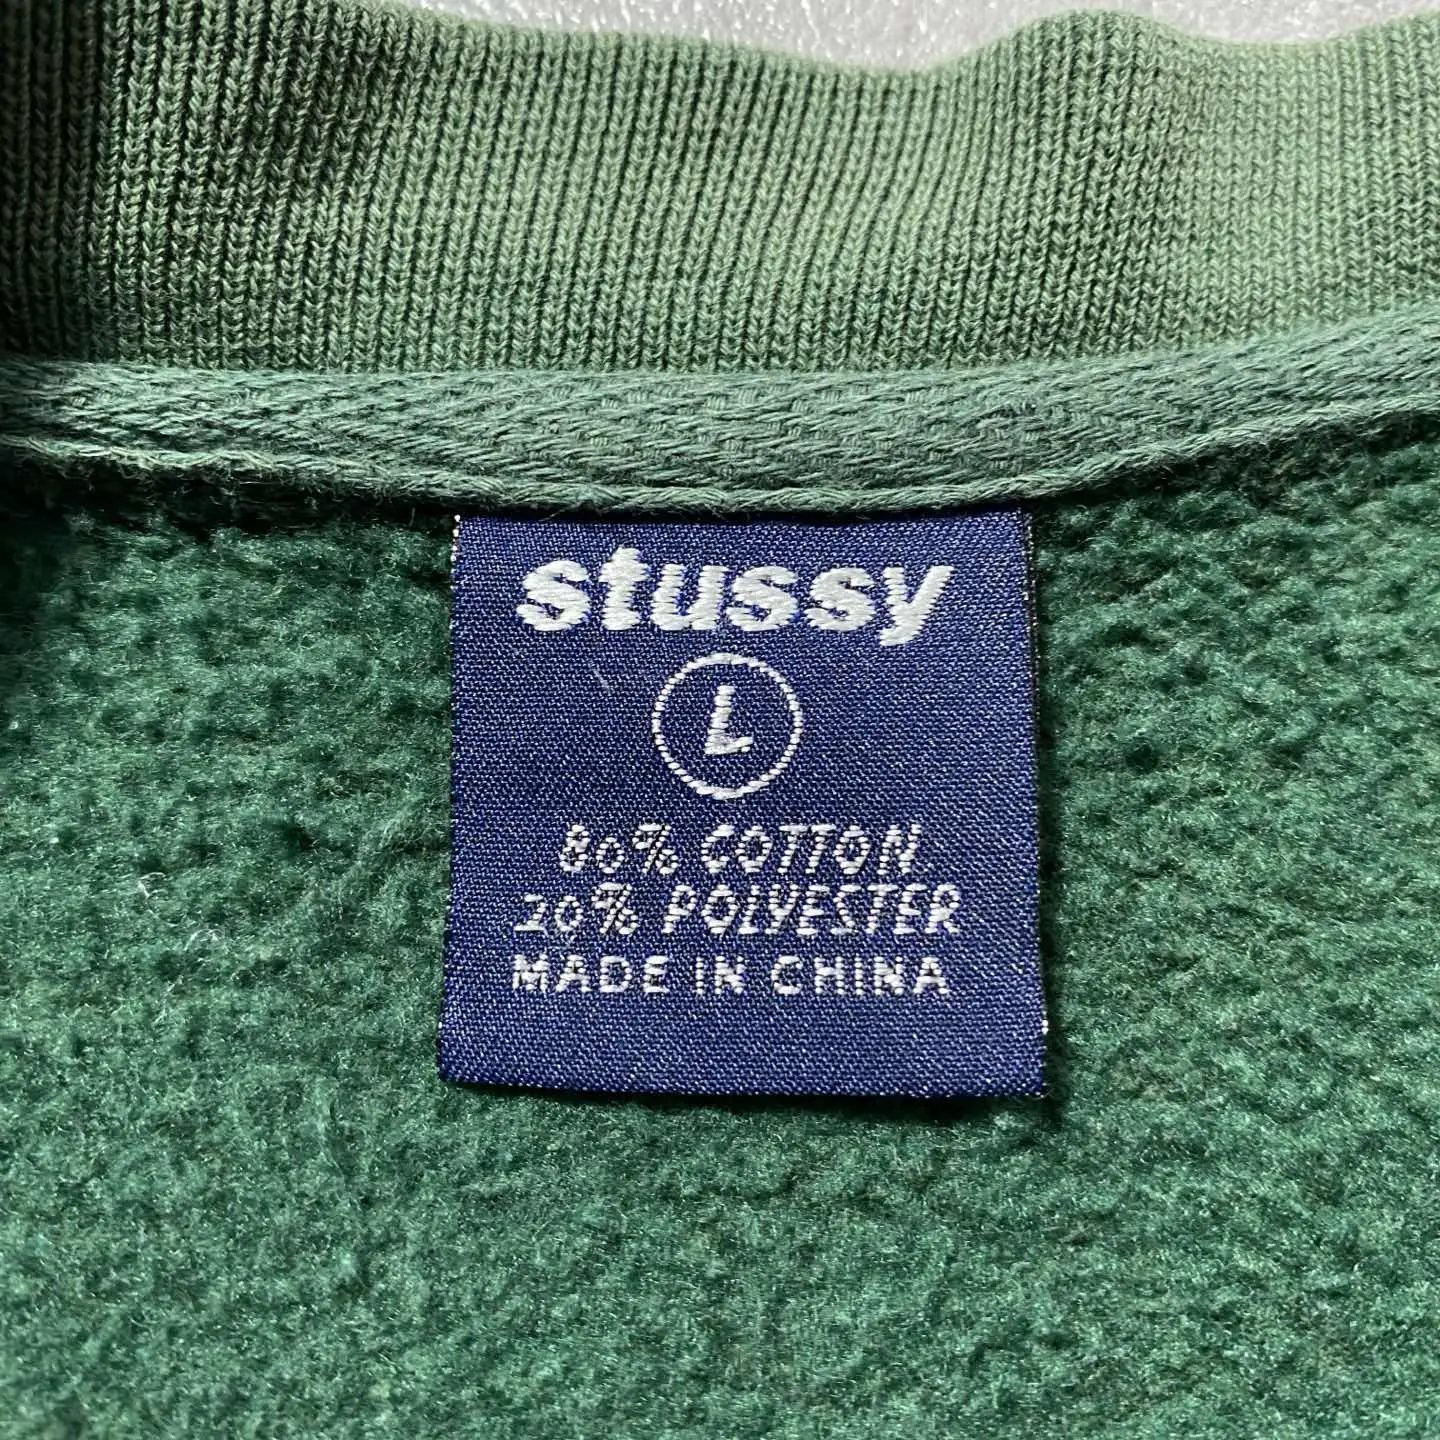 stussy
L
80% COTTON
20% POLYESTER
MADE IN CHINA